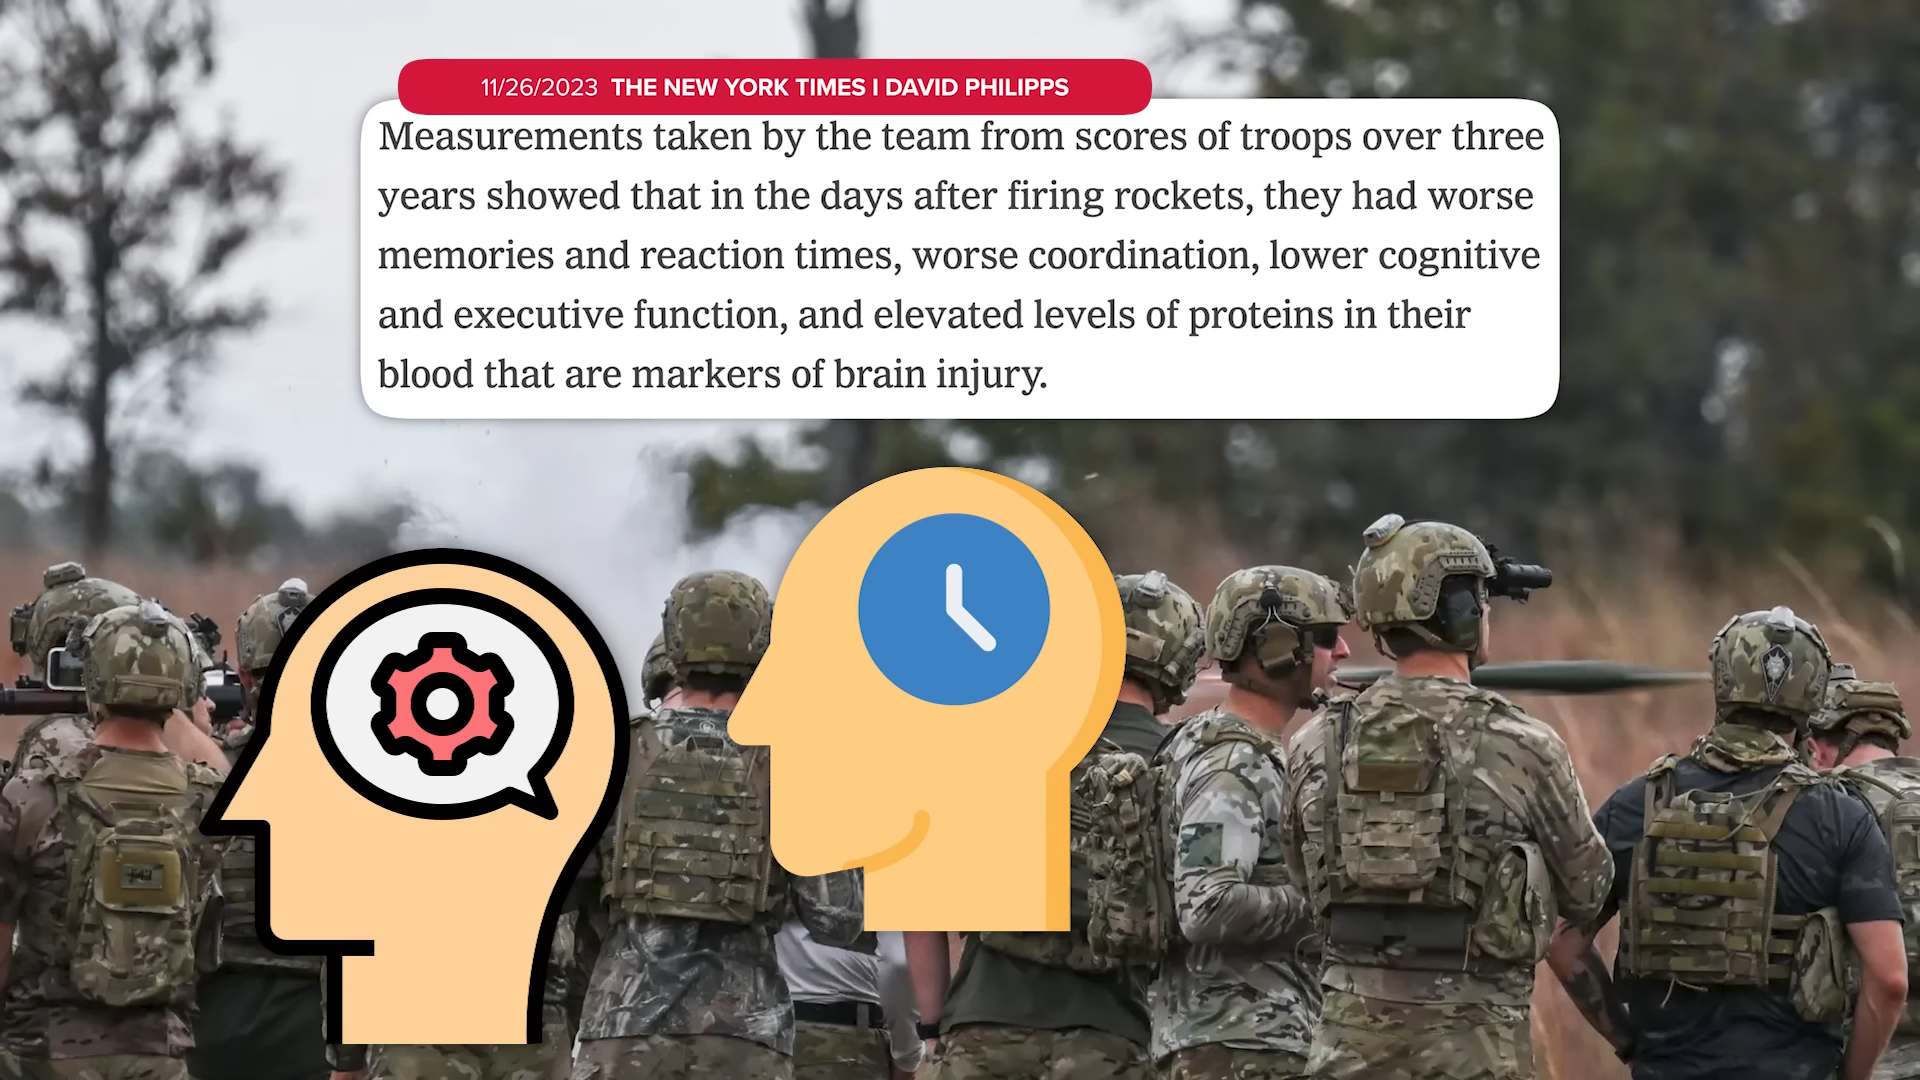 11/26/2023 THE NEW YORK TIMES | DAVID PHILIPPS
Measurements taken by the team from scores of troops over three
years showed that in the days after firing rockets, they had worse
memories and reaction times, worse coordination, lower cognitive
and executive function, and elevated levels of proteins in their
blood that are markers of brain injury.